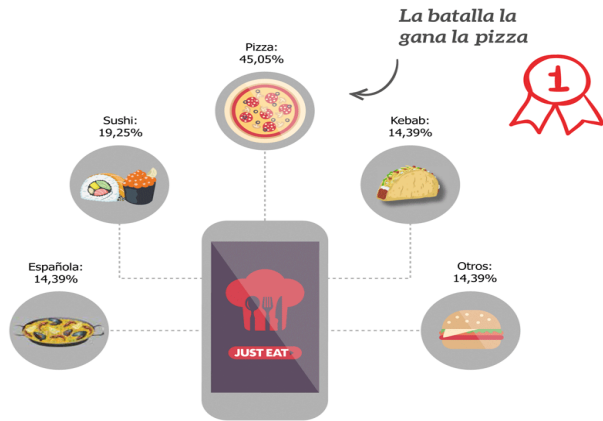 La batalla la
gana la pizza
1
Pizza:
45,05%
Sushi:
19,25%
Kebab:
14,39%
Española:
14,39%
Otros:
14,39%
JUST EAT